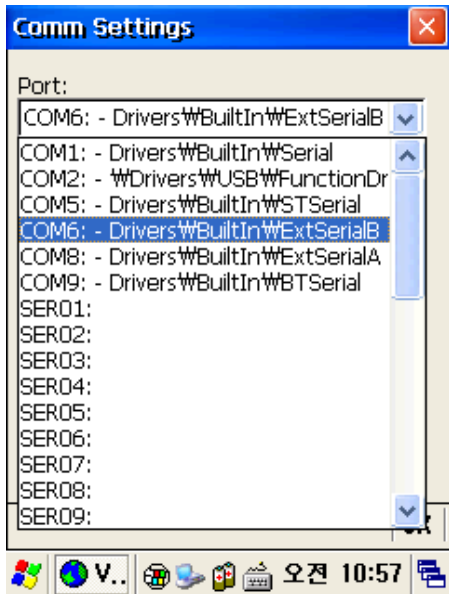 Comm Settings
Port:
COM6: - Drivers₩BuiltIn₩ExtSerialB
COM1: - Drivers₩BuiltIn₩Serial
COM2: - ₩Drivers₩USB₩FunctionDr
COM5: - Drivers₩BuiltIn₩STSerial
COM6: - Drivers₩BuiltIn₩ExtSerialB
COM8: - Drivers₩BuiltIn₩ExtSerialA
COM9: - Drivers₩BuiltIn₩BTSerial
SER01:
SER02:
SER03:
SER04:
SER05:
SER06:
SER07:
SER08:
SER09:
V.. 오전 10:57